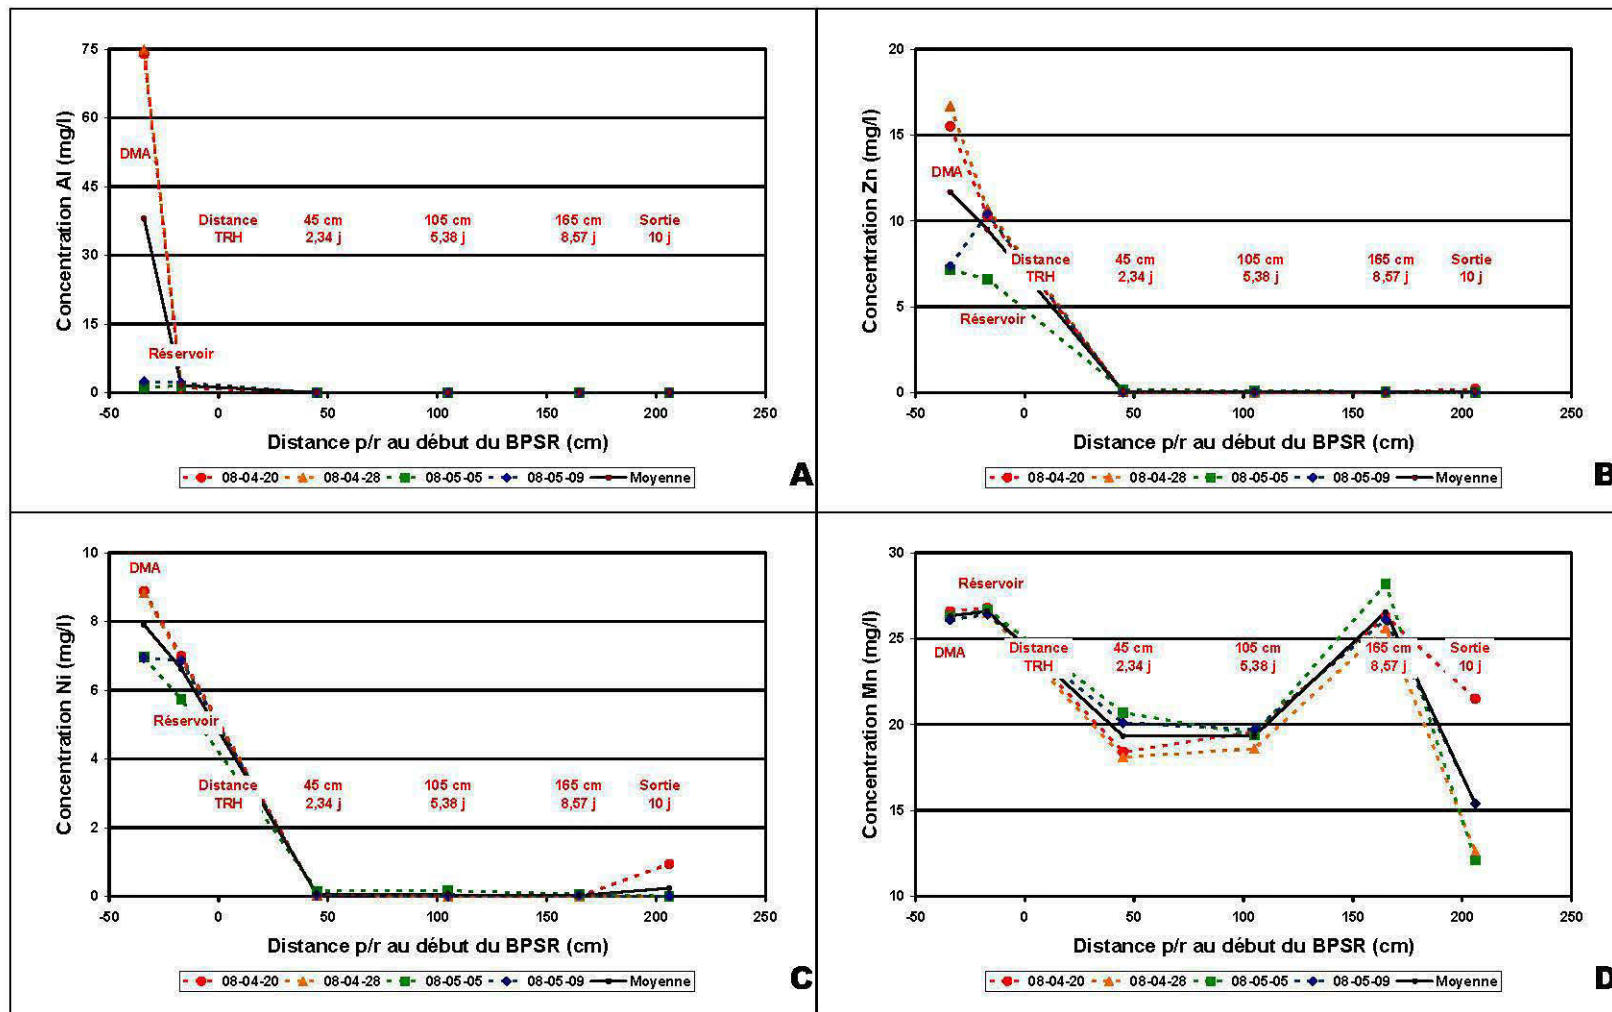 Concentration Al (mg/l)
75
60
45
30
15
0
DMA
Réservoir
Distance 45 cm 105 cm 165 cm Sortie
TRH 2,34 j 5,38 j 8,57 j 10 j
-50 0 50 100 150 200 250
Distance p/r au début du BPSR (cm)
08-04-20 08-04-28 08-05-05 08-05-09 Moyenne
A
Concentration Zn (mg/l)
20
15
10
5
0
DMA
Distance 45 cm 105 cm 165 cm Sortie
TRH 2,34 j 5,38 j 8,57 j 10 j
Réservoir
-50 0 50 100 150 200 250
Distance p/r au début du BPSR (cm)
08-04-20 08-04-28 08-05-05 08-05-09 Moyenne
B
Concentration Ni (mg/l)
10
8
6
4
2
0
DMA
Réservoir
Distance 45 cm 105 cm 165 cm Sortie
TRH 2,34 j 5,38 j 8,57 j 10 j
-50 0 50 100 150 200 250
Distance p/r au début du BPSR (cm)
08-04-20 08-04-28 08-05-05 08-05-09 Moyenne
C
Concentration Mn (mg/l)
30
25
20
15
10
Réservoir
DMA
Distance 45 cm 105 cm 165 cm Sortie
TRH 2,34 j 5,38 j 8,57 j 10 j
-50 0 50 100 150 200 250
Distance p/r au début du BPSR (cm)
08-04-20 08-04-28 08-05-05 08-05-09 Moyenne
D